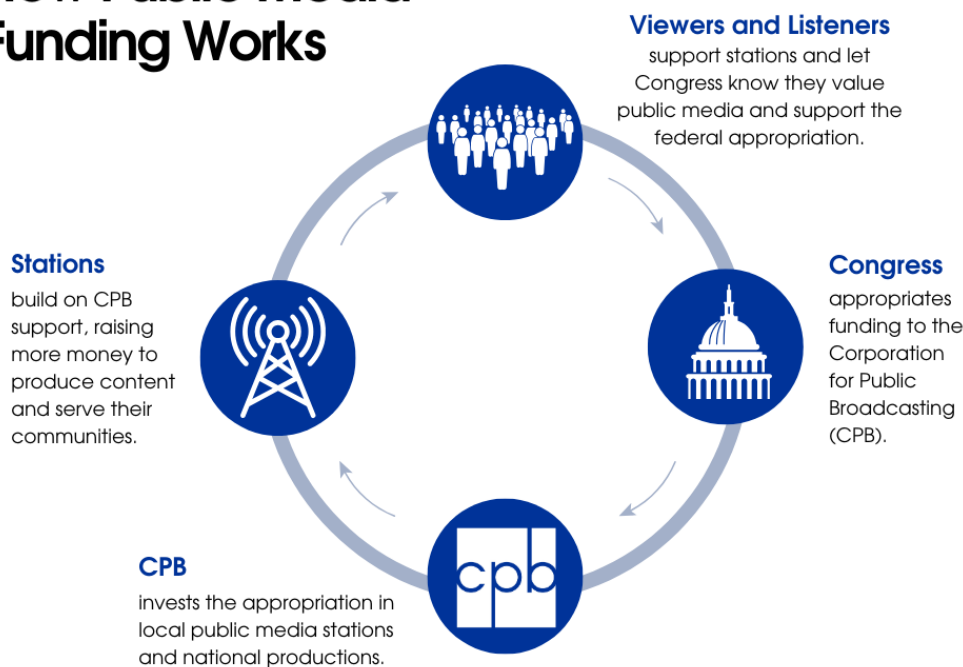 How Public Media
Funding Works
Viewers and Listeners
support stations and let
Congress know they value
public media and support the
federal appropriation.
Stations
build on CPB
support, raising
more money to
produce content
and serve their
communities.
Congress
appropriates
funding to the
Corporation
for Public
Broadcasting
(CPB).
cpb
CPB
invests the appropriation in
local public media stations
and national productions.